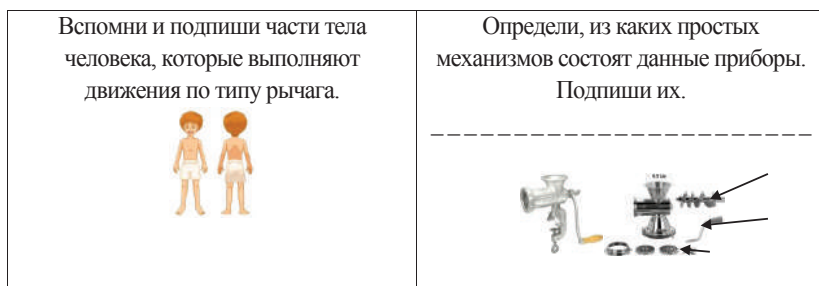 Вспомни и подпиши части тела
человека, которые выполняют
движения по типу рычага.
Определи, из каких простых
механизмов состоят данные приборы.
Подпиши их.